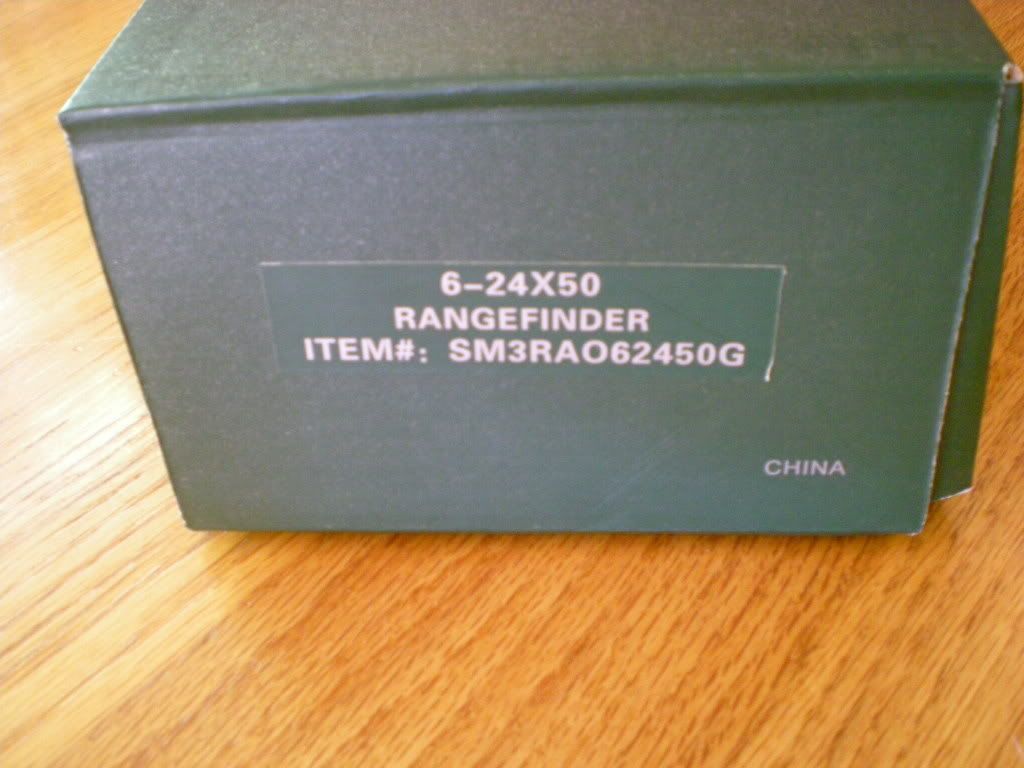 6-24X50
RANGEFINDER
ITEM#: SM3RAO62450G
CHINA